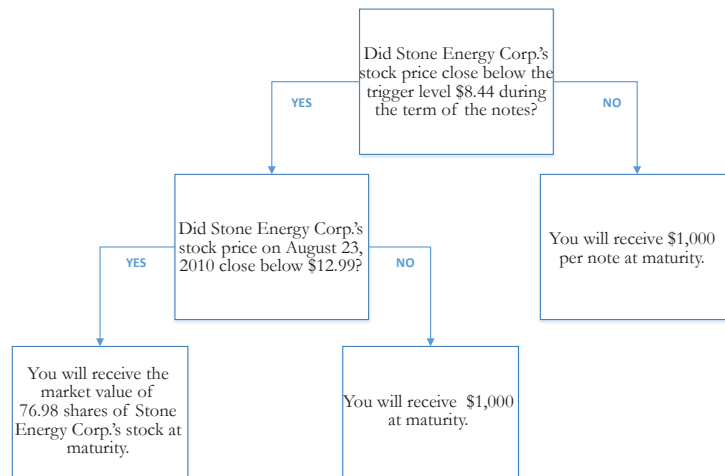 Did Stone Energy Corp.'s
stock price close below the
trigger level $8.44 during
the term of the notes?
YES
NO
Did Stone Energy Corp.'s
stock price on August 23,
2010 close below $12.99?
You will receive $1,000
per note at maturity.
YES
NO
You will receive the
market value of
76.98 shares of Stone
Energy Corp.'s stock at
maturity.
You will receive $1,000
at maturity.